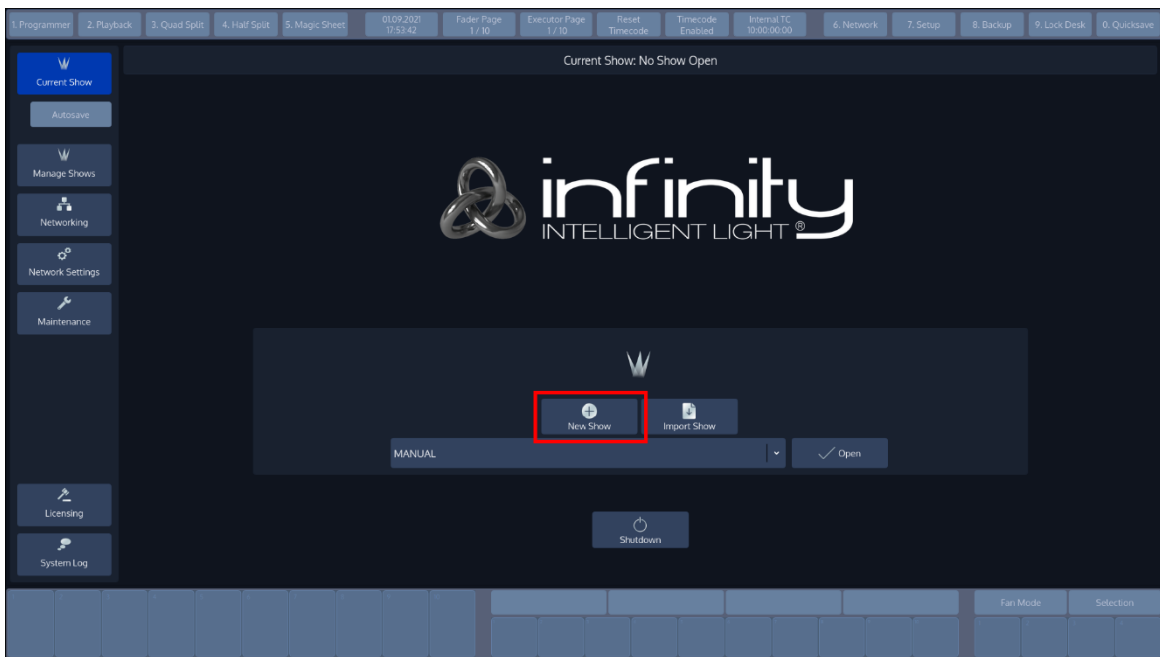 1. Programmer
2. Playback
3. Quad Split
4. Half Split
5. Magic Sheet
01.09.2021
17:53:42
Fader Page
1 / 10
Executor Page
1 / 10
Reset
Timecode
Timecode
Enabled
Internal TC
10:00:00:00
6. Network
7. Setup
8. Backup
9. Lock Desk
0. Quicksave
Current Show
Current Show: No Show Open
Autosave
Manage Shows
Networking
Network Settings
Maintenance
infinity
INTELLIGENT LIGHT ®
New Show
Import Show
MANUAL
Open
Licensing
System Log
Shutdown
Fan Mode
Selection